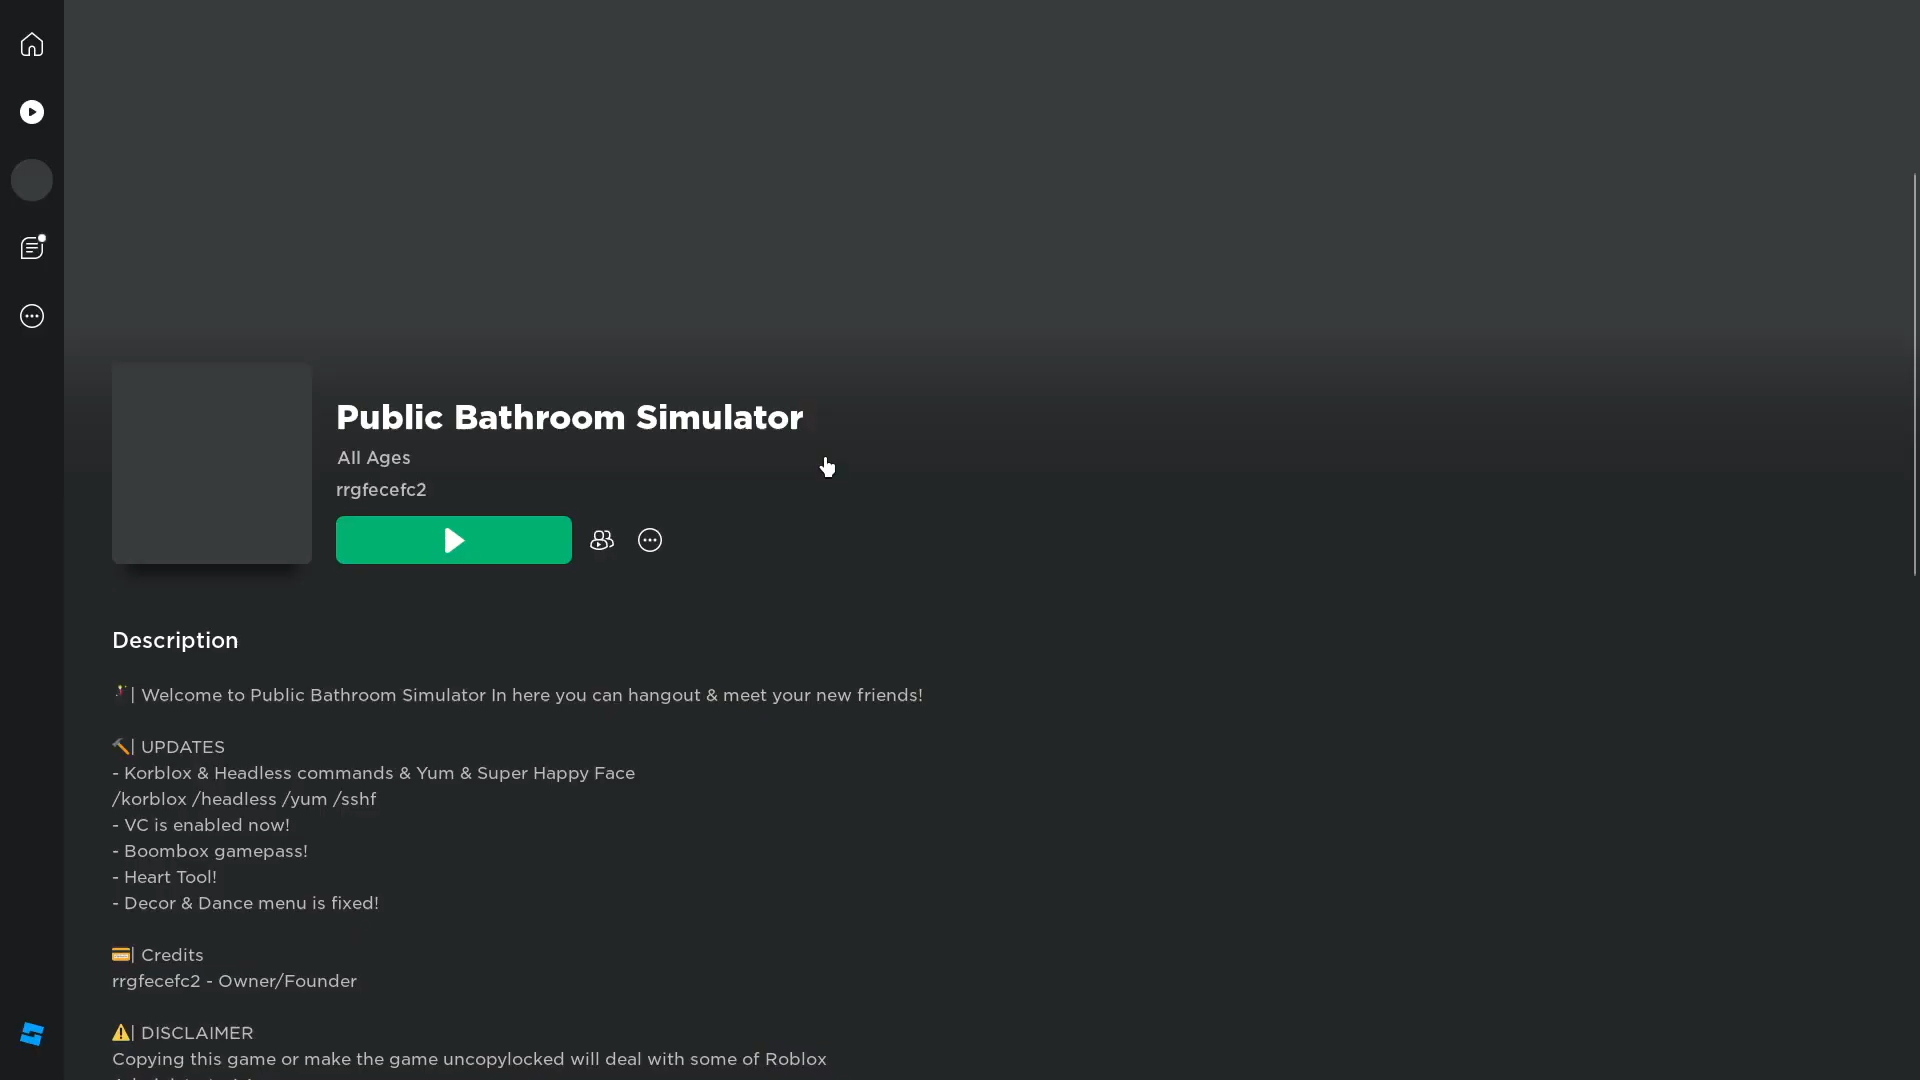 Public Bathroom Simulator
All Ages
rrgfecefc2
Description
| Welcome to Public Bathroom Simulator In here you can hangout & meet your new friends!
🔨| UPDATES
- Korblox & Headless commands & Yum & Super Happy Face
/korblox /headless /yum /sshf
- VC is enabled now!
- Boombox gamepass!
- Heart Tool!
- Decor & Dance menu is fixed!
💳| Credits
rrgfecefc2 - Owner/Founder
⚠️| DISCLAIMER
Copying this game or make the game uncopylocked will deal with some of Roblox